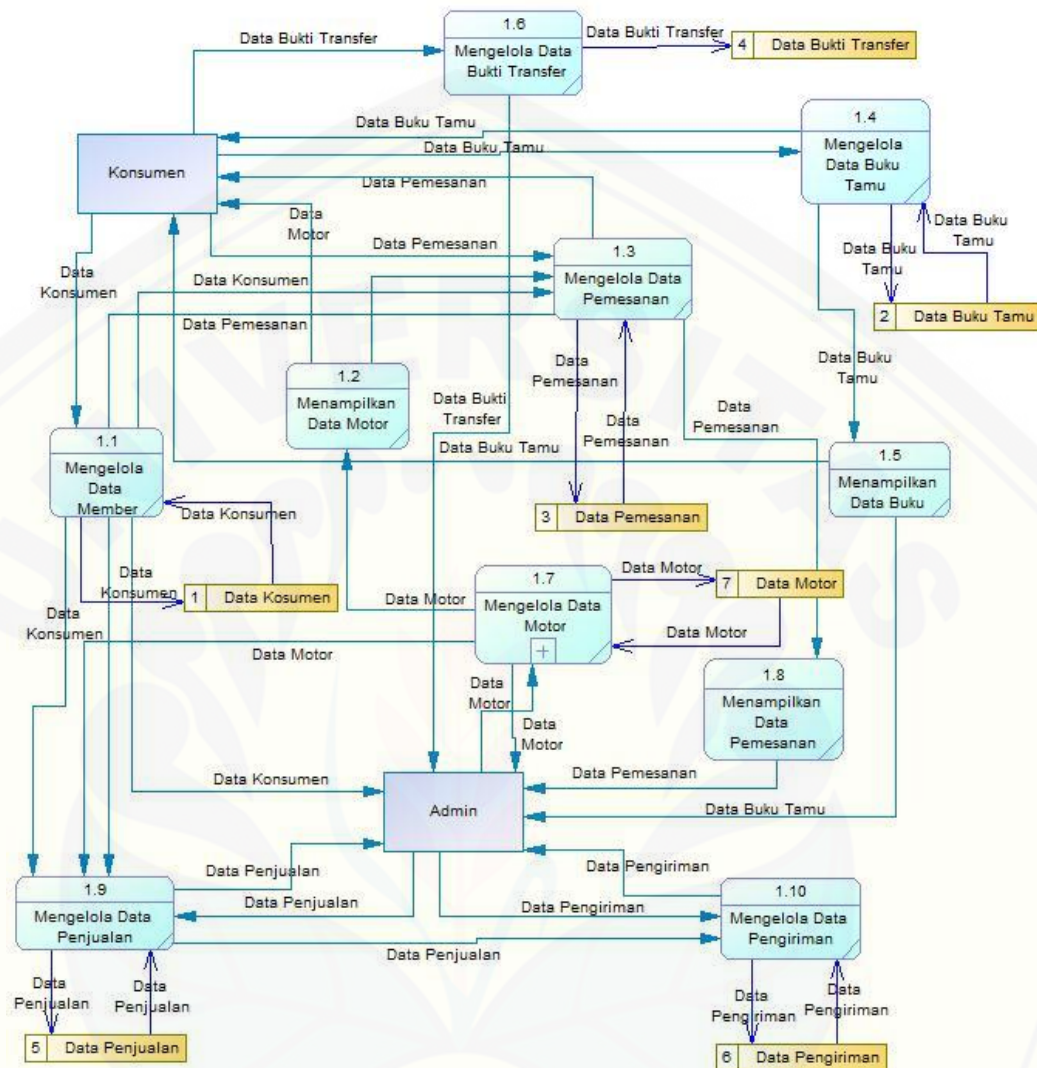 1.6
Data Bukti Transfer
Mengelola Data
Bukti Transfer
Data Bukti Transfer
4 Data Bukti Transfer
1.4
Mengelola
Data Buku
Tamu
Data Buku Tamu
Data Buku Tamu
Konsumen
Data Pemesanan
Data
Motor
Data Pemesanan
Data Buku
Tamu
Data Buku
Tamu
1.3
Mengelola Data
Pemesanan
Data
Konsumen
Data Konsumen
2 Data Buku Tamu
Data Pemesanan
1.2
Menampilkan
Data Motor
Data
Pemesanan
Data
Pemesanan
Data Buku
Tamu
Data Bukti
Transfer
Data
Pemesanan
1.1
Mengelola
Data
Member
Data Buku Tamu
1.5
Menampilkan
Data Buku
Data Konsumen
3 Data Pemesanan
Data
Konsumen
1 Data Kosumen
Data
Konsumen
Data Motor
1.7
Mengelola Data
Motor
Data Motor
7 Data Motor
Data Motor
Data Motor
1.8
Menampilkan
Data
Pemesanan
Data
Motor
Data
Motor
Data Konsumen
Admin
Data Pemesanan
Data Buku Tamu
Data Penjualan
Data Pengiriman
1.9
Mengelola Data
Penjualan
Data Penjualan
Data Pengiriman
1.10
Mengelola Data
Pengiriman
Data Penjualan
Data
Penjualan
Data
Penjualan
Data
Pengiriman
Data
Pengiriman
5 Data Penjualan
6 Data Pengiriman
UNIVERSITAS